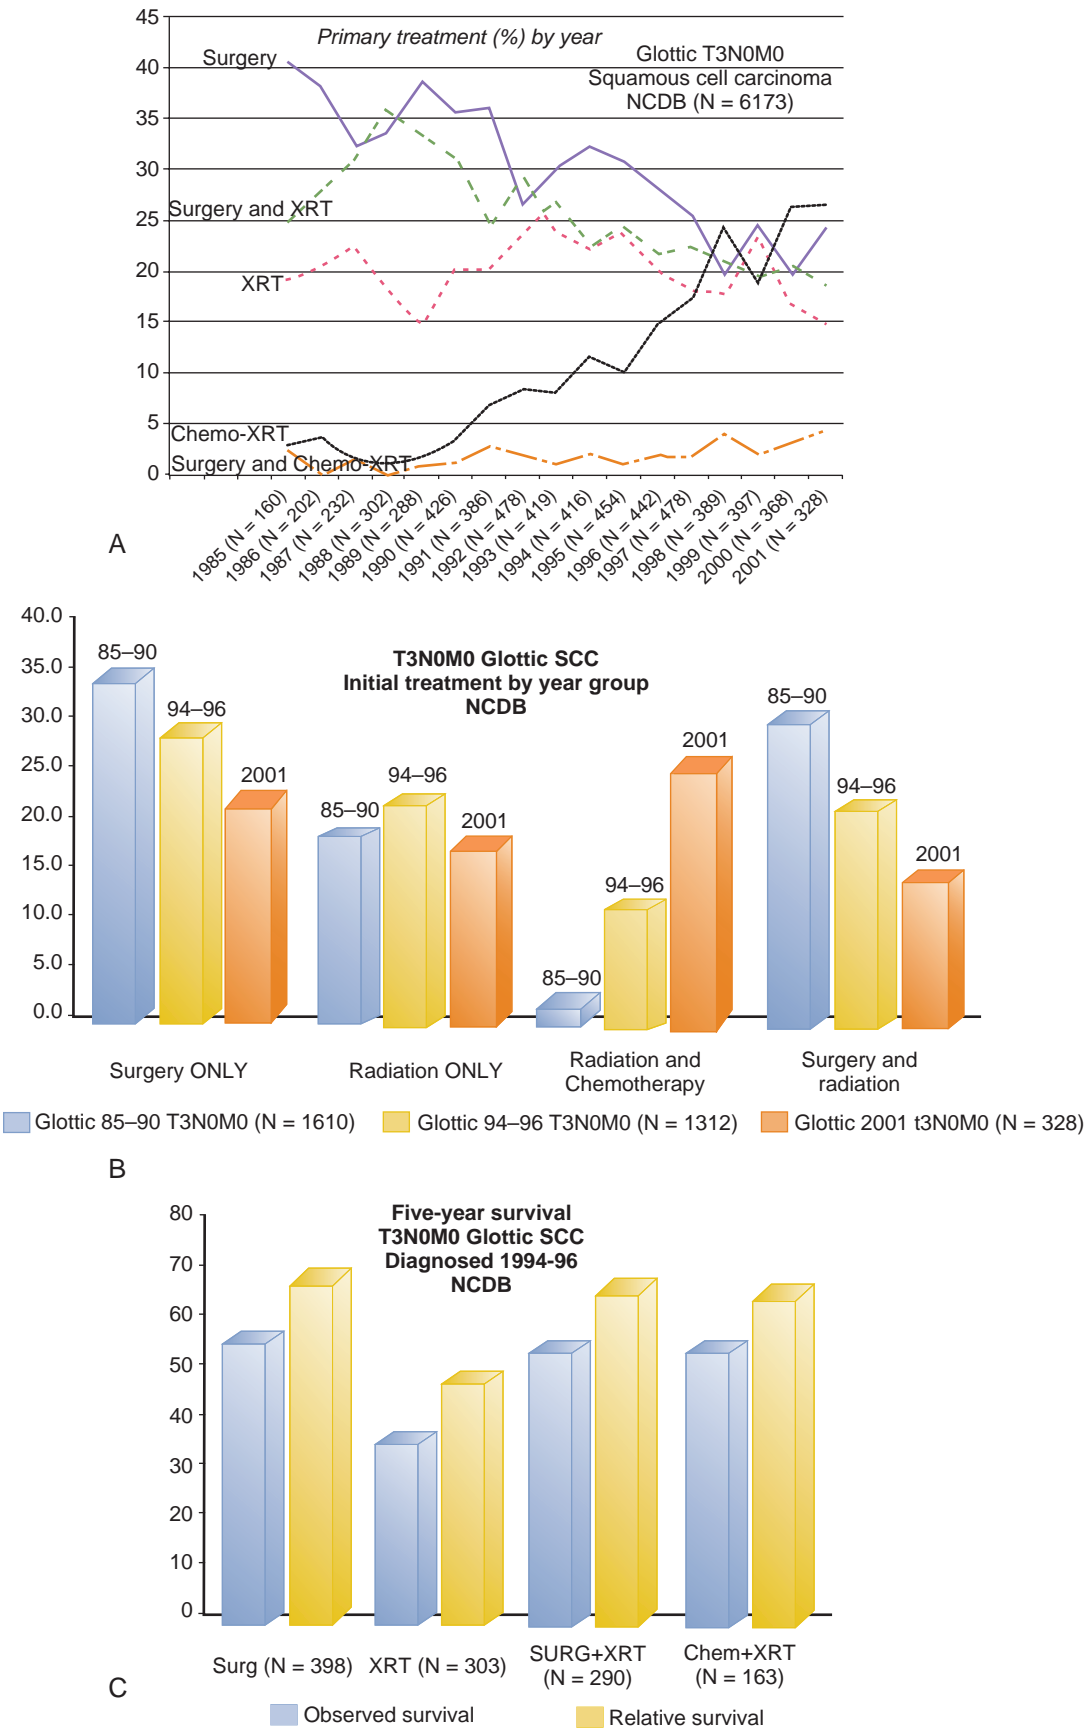 45
40
35
30
25
20
15
10
5
0
Primary treatment (%) by year
Glottic T3N0M0
Squamous cell carcinoma
NCDB (N = 6173)
Surgery
Surgery and XRT
XRT
Chemo-XRT
Surgery and Chemo-XRT
1985 (N = 160)
1986 (N = 202)
1987 (N = 232)
1988 (N = 302)
1989 (N = 288)
1990 (N = 426)
1991 (N = 386)
1992 (N = 478)
1993 (N = 419)
1994 (N = 416)
1995 (N = 454)
1996 (N = 442)
1997 (N = 478)
1998 (N = 389)
1999 (N = 397)
2000 (N = 368)
2001 (N = 328)
A
40.0
35.0
30.0
25.0
20.0
15.0
10.0
5.0
0.0
T3N0M0 Glottic SCC
Initial treatment by year group
NCDB
85–90
94–96
2001
85–90
94–96
2001
85–90
94–96
2001
85–90
94–96
2001
Surgery ONLY
Radiation ONLY
Radiation and
Chemotherapy
Surgery and
radiation
Glottic 85–90 T3N0M0 (N = 1610)
Glottic 94–96 T3N0M0 (N = 1312)
Glottic 2001 t3N0M0 (N = 328)
B
80
70
60
50
40
30
20
10
0
Five-year survival
T3N0M0 Glottic SCC
Diagnosed 1994-96
NCDB
Surg (N = 398)
XRT (N = 303)
SURG+XRT
(N = 290)
Chem+XRT
(N = 163)
C
Observed survival
Relative survival